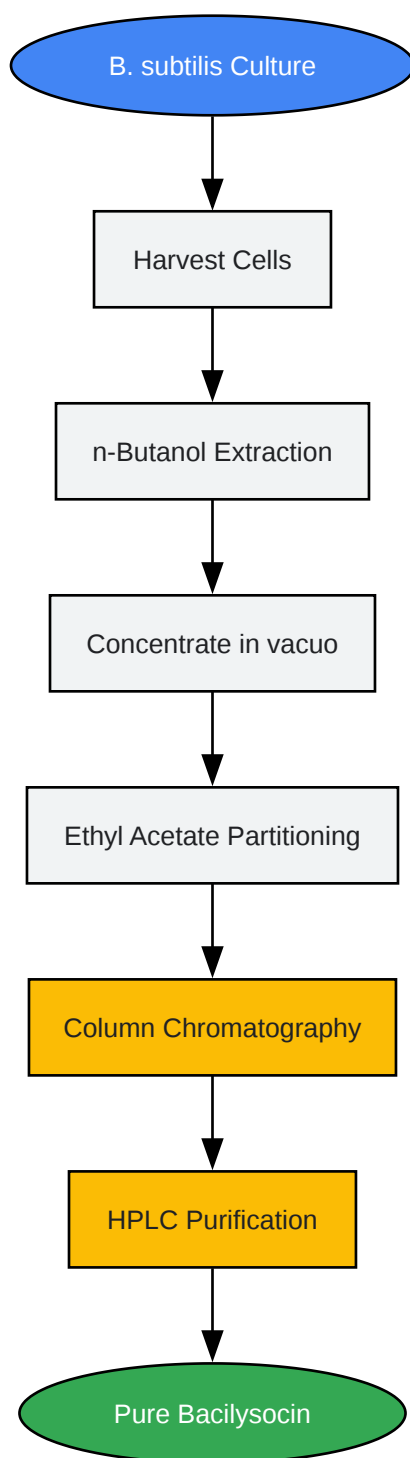 B. subtilis Culture
Harvest Cells
n-Butanol Extraction
Concentrate in vacuo
Ethyl Acetate Partitioning
Column Chromatography
HPLC Purification
Pure Bacilysocin